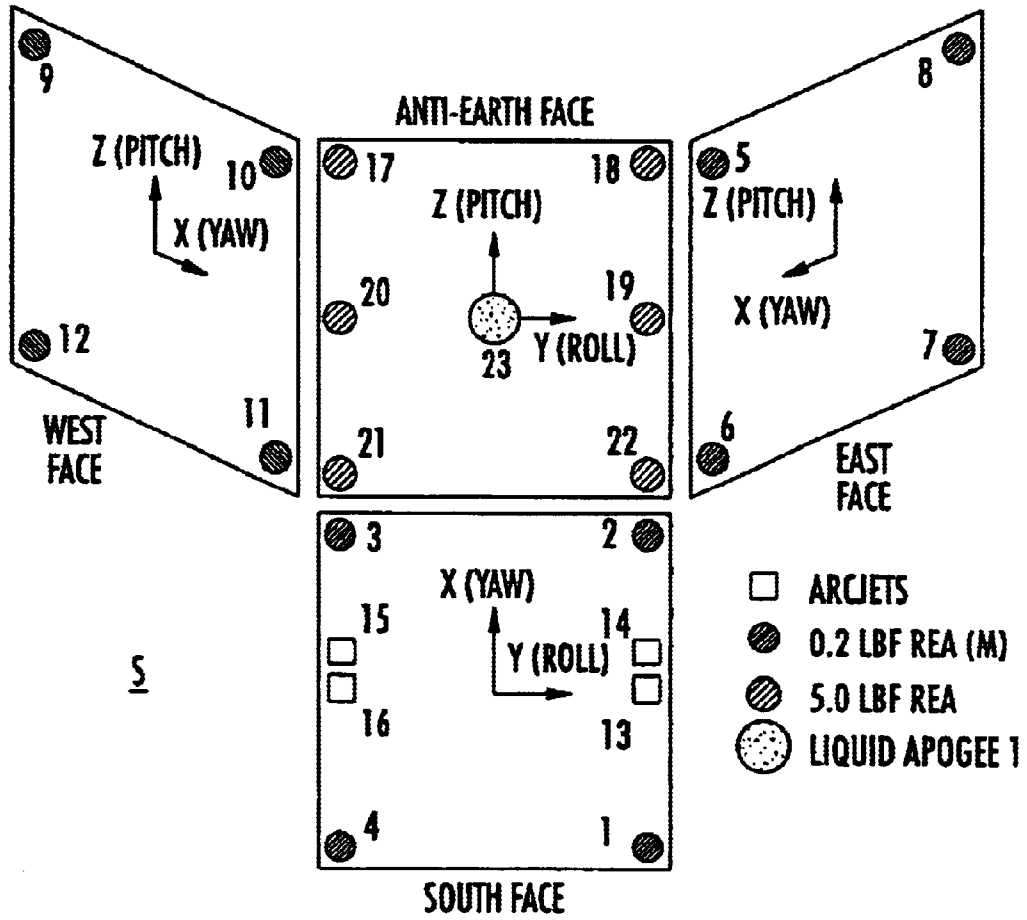 9
8
ANTI-EARTH FACE
Z (PITCH)
10
17
18
5
X (YAW)
Z (PITCH)
Z (PITCH)
20
19
12
Y (ROLL)
X (YAW)
7
23
WEST
FACE
11
21
22
6
EAST
FACE
3
2
X (YAW)
15
14
Y (ROLL)
16
13
4
1
SOUTH FACE
S
ARCJETS
0.2 LBF REA (M)
5.0 LBF REA
LIQUID APOGEE 1